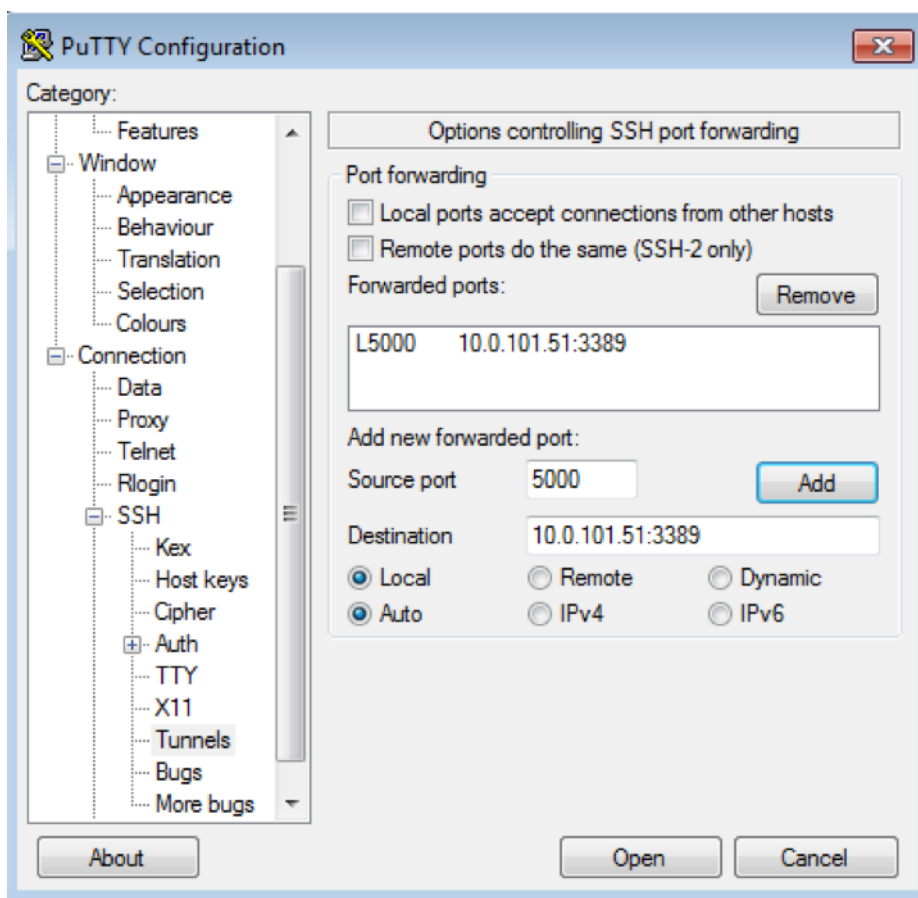 PuTTY Configuration
Category:
Features
Window
Appearance
Behaviour
Translation
Selection
Colours
Connection
Data
Proxy
Telnet
Rlogin
SSH
Kex
Host keys
Cipher
Auth
TTY
X11
Tunnels
Bugs
More bugs
Options controlling SSH port forwarding
Port forwarding
Local ports accept connections from other hosts
Remote ports do the same (SSH-2 only)
Forwarded ports:
Remove
L5000 10.0.101.51:3389
Add new forwarded port:
Source port 5000 Add
Destination 10.0.101.51:3389
Local Remote Dynamic
Auto IPv4 IPv6
About Open Cancel